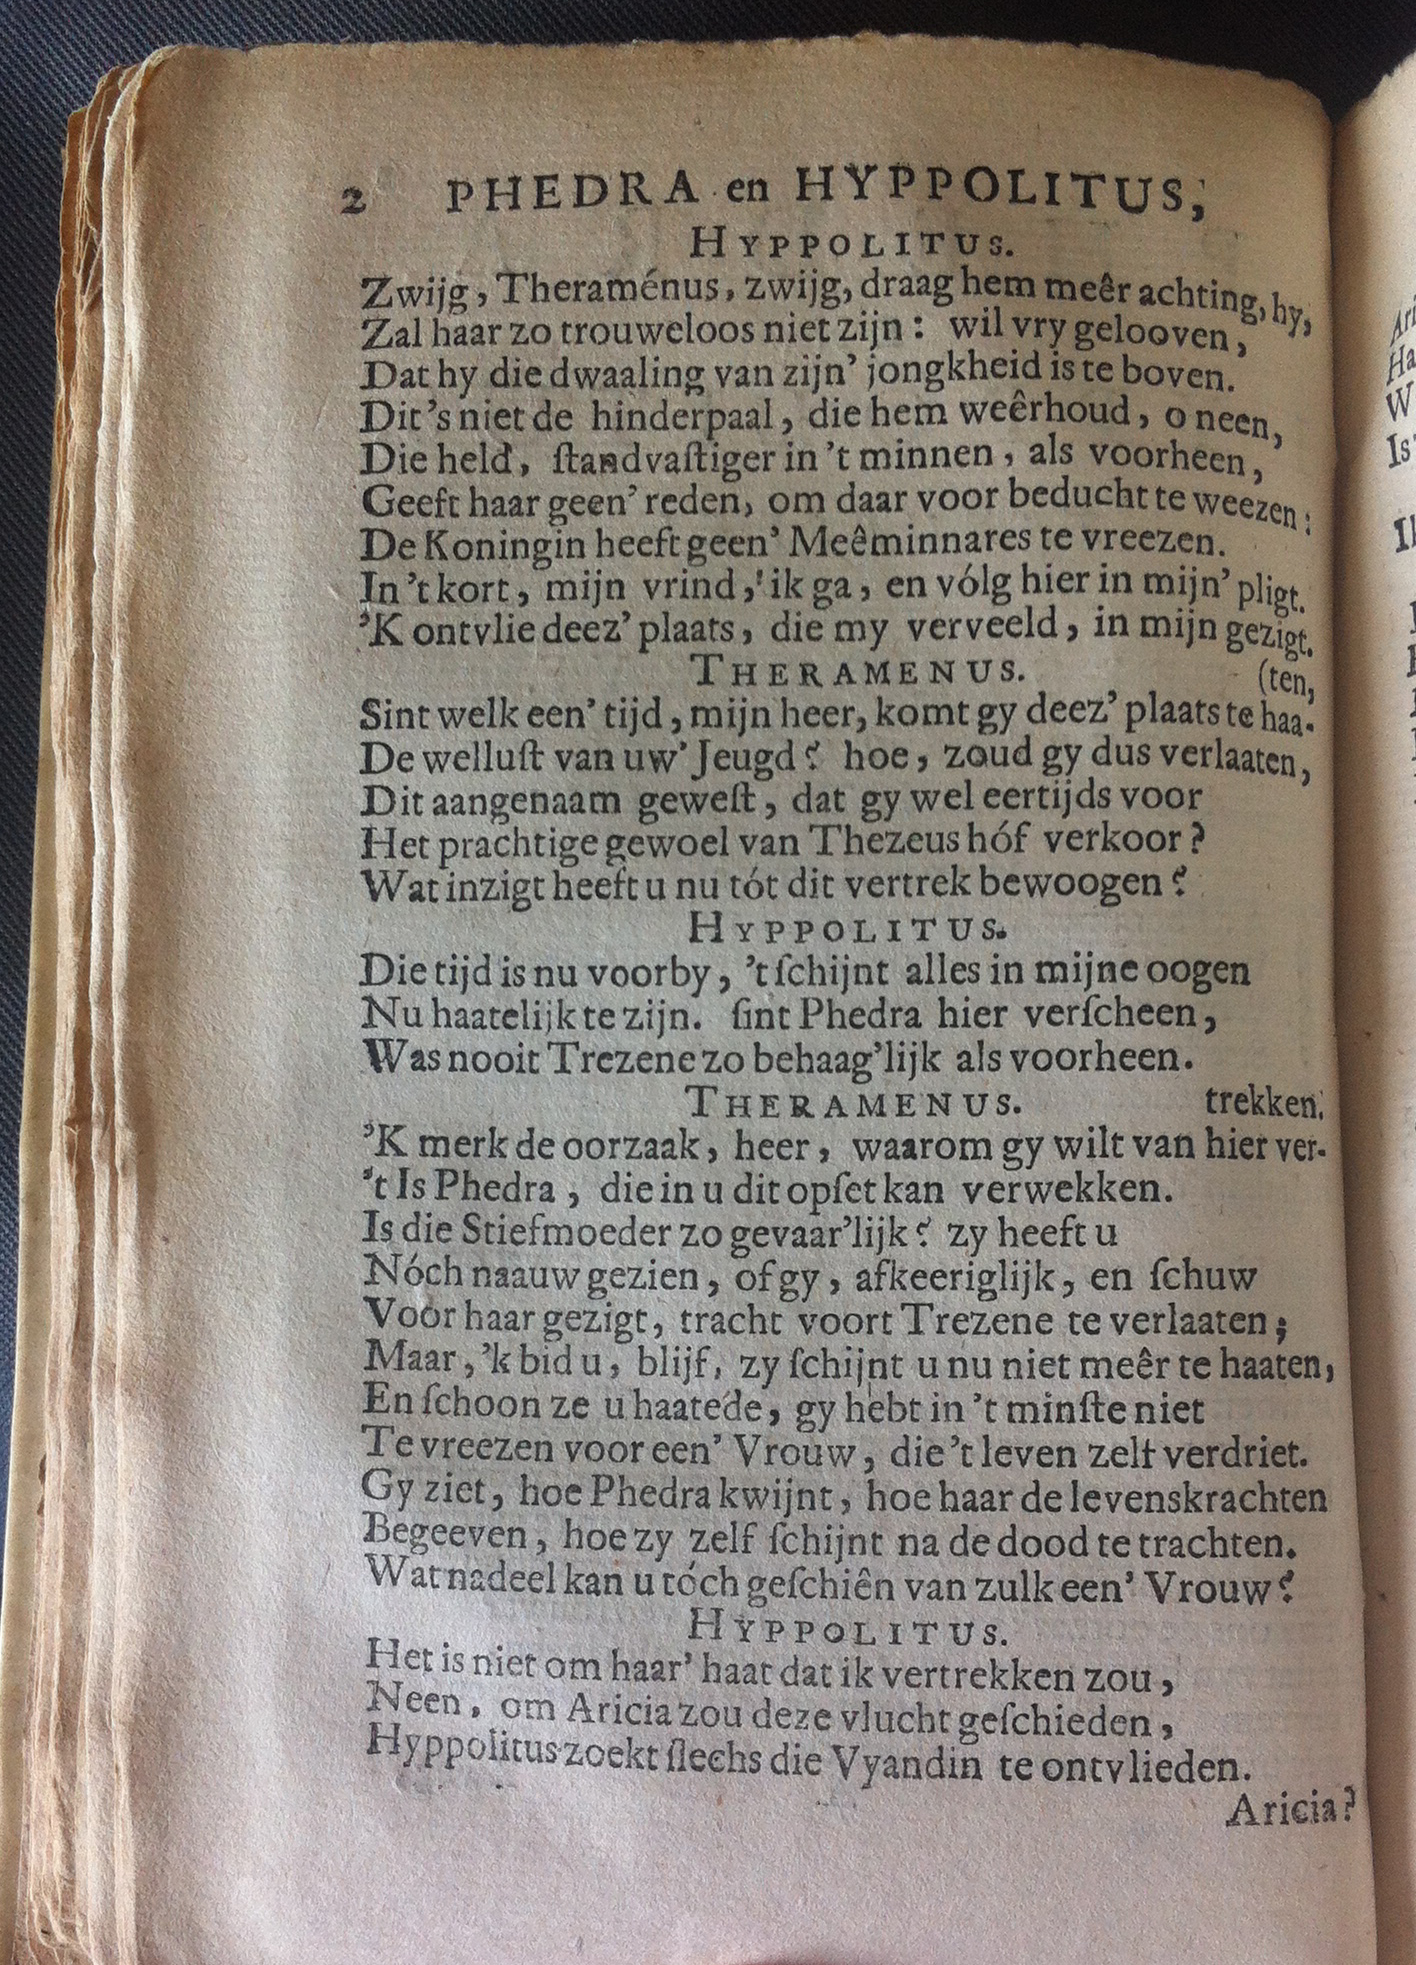 2 PHEDRA en HYPPOLITUS,
HYPPOLITUS.
Zwijg, Theraménus, zwijg, draag hem meêr achting, hy,
Zal haar zo trouweloos niet zijn: wil vry gelooven,
Dat hy die dwaaling van zijn’ jongkheid is te boven.
Dit’s niet de hinderpaal, die hem weêrhoud, o neen,
Die held, ſtandvaſtiger in ’t minnen, als voorheen,
Geeft haar geen’ reden, om daar voor beducht te weezen:
De Koningin heeft geen’ Meêminnares te vreezen.
In ’t kort, mijn vrind, ik ga, en vólg hier in mijn’ pligt.
’K ontvlie deez’ plaats, die my verveeld, in mijn gezigt.
THERAMENUS. (ten,
Sint welk een’ tijd, mijn heer, komt gy deez’ plaats te haa-
De welluſt van uw’ Jeugd? hoe, zoud gy dus verlaaten,
Dit aangenaam geweſt, dat gy wel eertijds voor
Het prachtige gewoel van Thezeus hóf verkoor?
Wat inzigt heeft u nu tót dit vertrek bewoogen?
HYPPOLITUS.
Die tijd is nu voorby, ’t ſchijnt alles in mijne oogen
Nu haatelijk te zijn. ſint Phedra hier verſcheen,
Was nooit Trezene zo behaag’lijk als voorheen.
THERAMENUS. trekken.
’K merk de oorzaak, heer, waarom gy wilt van hier ver-
’t Is Phedra, die in u dit opſet kan verwekken.
Is die Stiefmoeder zo gevaar’lijk? zy heeft u
Nóch naauw gezien, of gy, afkeeriglijk, en ſchuw
Voor haar gezigt, tracht voort Trezene te verlaaten;
Maar, ’k bid u, blijf, zy ſchijnt u nu niet meêr te haaten,
En ſchoon ze u haatede, gy hebt in ’t minſte niet
Te vreezen voor een’ Vrouw, die ’t leven zelf verdriet.
Gy ziet, hoe Phedra kwijnt, hoe haar de levenskrachten
Begeeven, hoe zy zelf ſchijnt na de dood te trachten.
Wat nadeel kan u tóch geſchiên van zulk een’ Vrouw?
HYPPOLITUS.
Het is niet om haar’ haat dat ik vertrekken zou,
Neen, om Aricia zou deze vlucht geſchieden,
Hyppolitus zoekt ſlechs die Vyandin te ontvlieden.
Aricia?